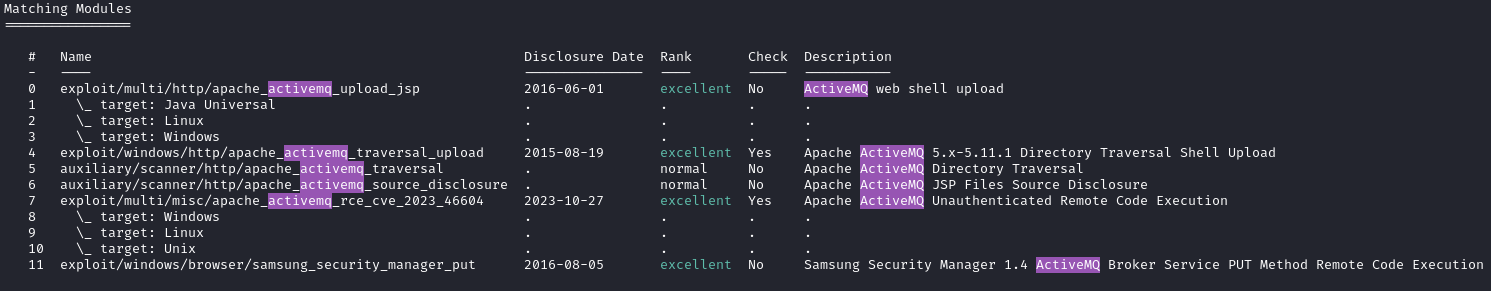 Matching Modules
================
#   Name   Disclosure Date   Rank   Check   Description
-   ----   ---------------   ----   -----   -----------
0   exploit/multi/http/apache_activemq_upload_jsp   2016-06-01   excellent   No   ActiveMQ web shell upload
1   \_ target: Java Universal   .   .   .   .
2   \_ target: Linux   .   .   .   .
3   \_ target: Windows   .   .   .   .
4   exploit/windows/http/apache_activemq_traversal_upload   2015-08-19   excellent   Yes   Apache ActiveMQ 5.x-5.11.1 Directory Traversal Shell Upload
5   auxiliary/scanner/http/apache_activemq_traversal   .   normal   No   Apache ActiveMQ Directory Traversal
6   auxiliary/scanner/http/apache_activemq_source_disclosure   .   normal   No   Apache ActiveMQ JSP Files Source Disclosure
7   exploit/multi/misc/apache_activemq_rce_cve_2023_46604   2023-10-27   excellent   Yes   Apache ActiveMQ Unauthenticated Remote Code Execution
8   \_ target: Windows   .   .   .   .
9   \_ target: Linux   .   .   .   .
10   \_ target: Unix   .   .   .   .
11   exploit/windows/browser/samsung_security_manager_put   2016-08-05   excellent   No   Samsung Security Manager 1.4 ActiveMQ Broker Service PUT Method Remote Code Execution